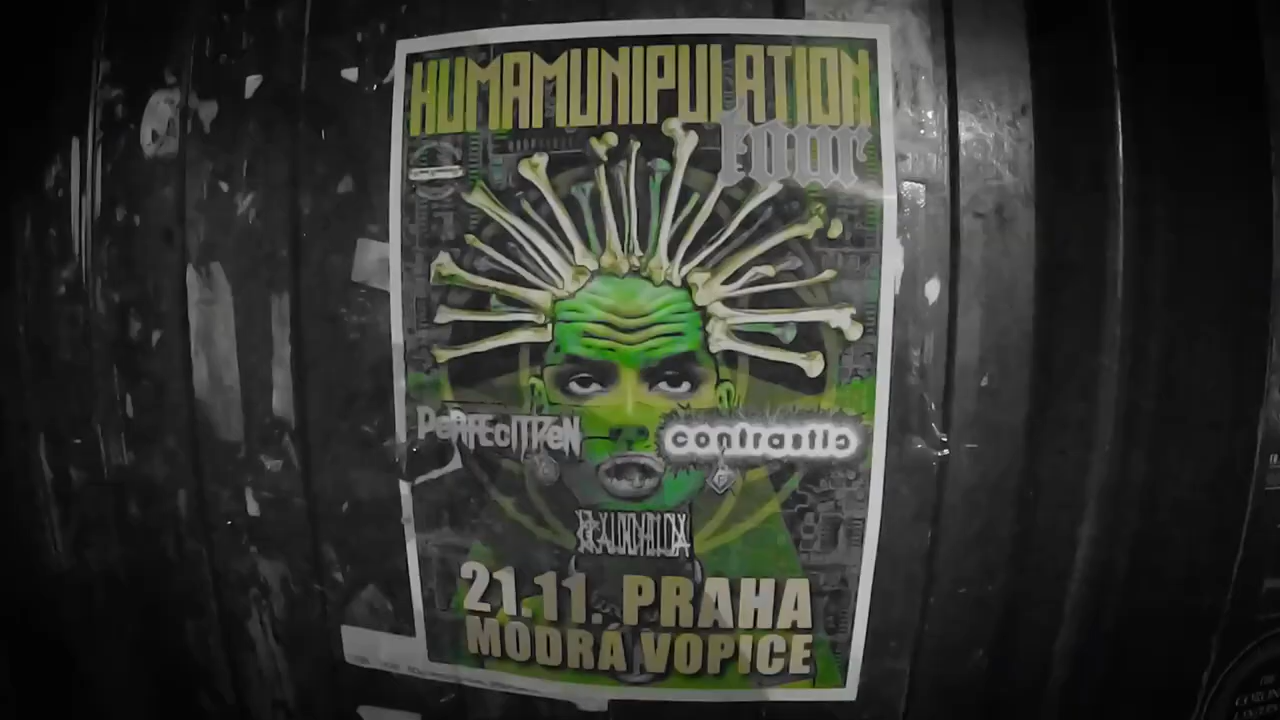 HUMAMUNIPULATION
tour
PeRFEcITIZeN
contrastic
21.11. PRAHA
MODRÁ VOPICE